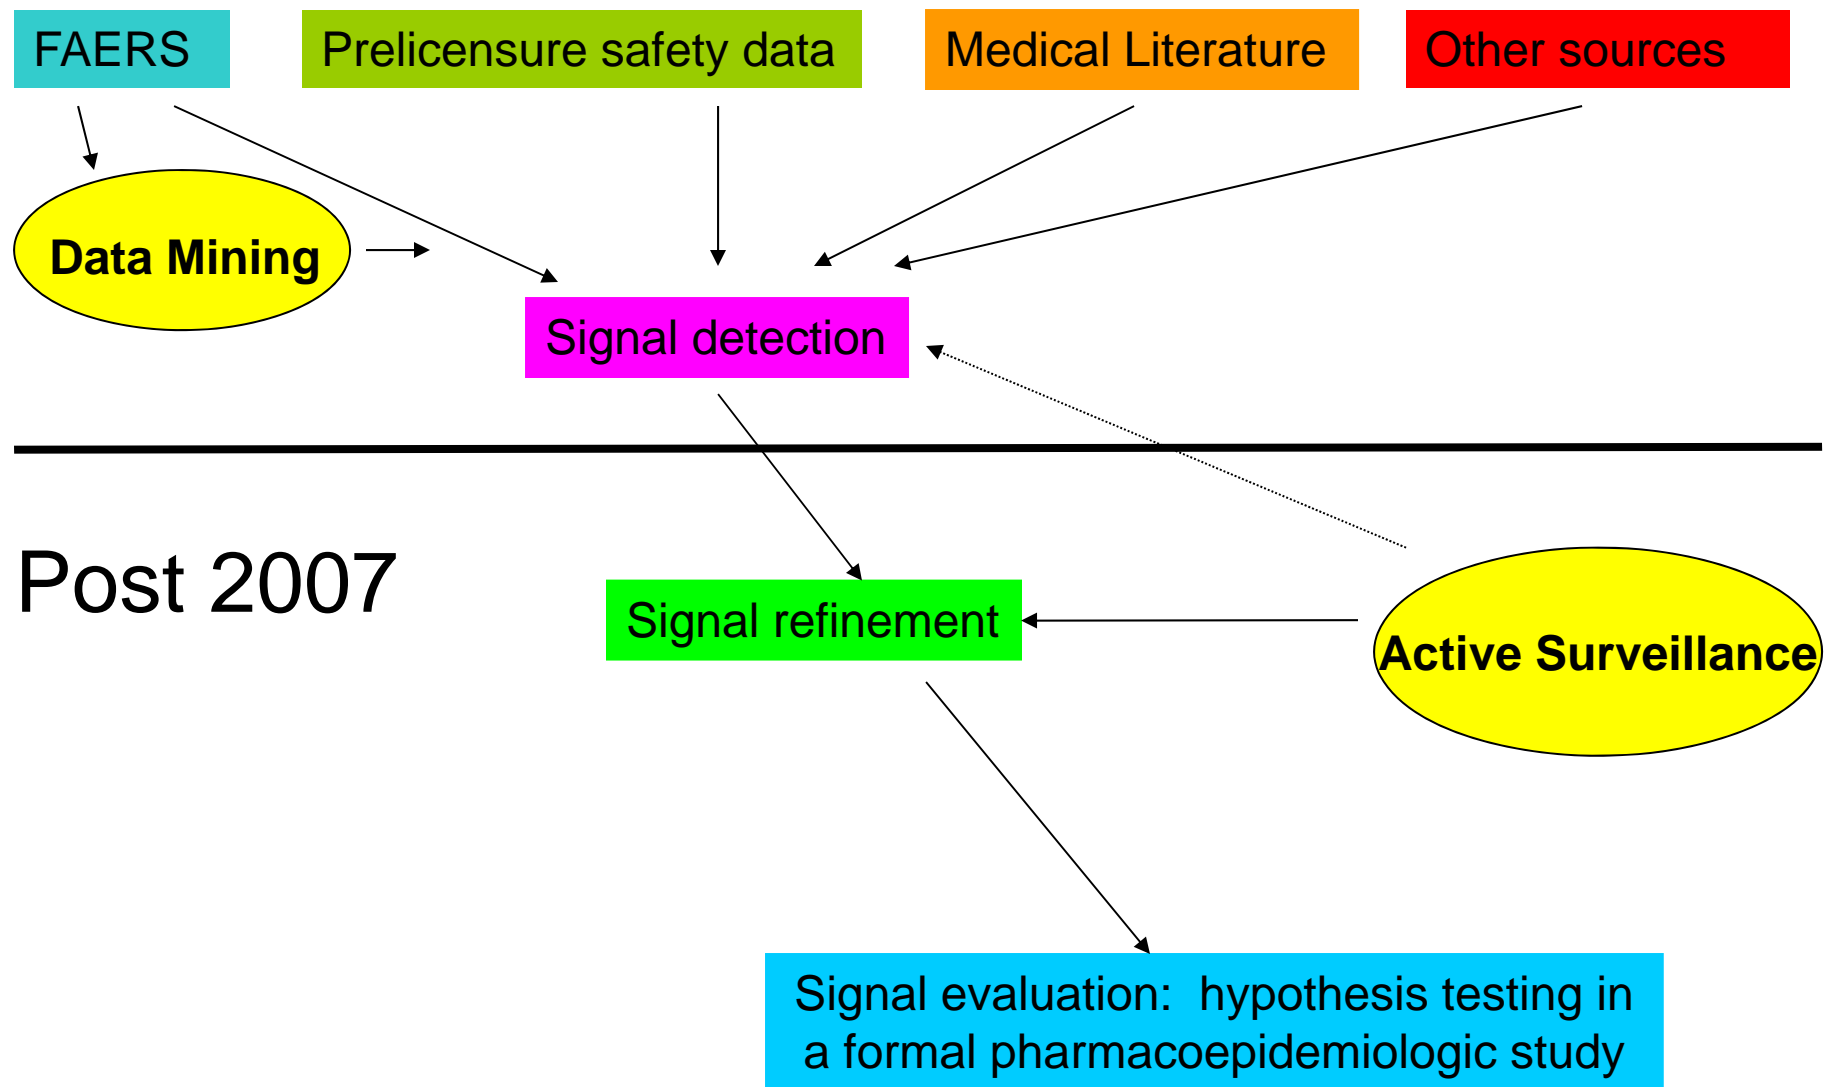 FAERS
Prelicensure safety data
Medical Literature
Other sources
Data Mining
Signal detection
Post 2007
Signal refinement
Active Surveillance
Signal evaluation:  hypothesis testing in
a formal pharmacoepidemiologic study